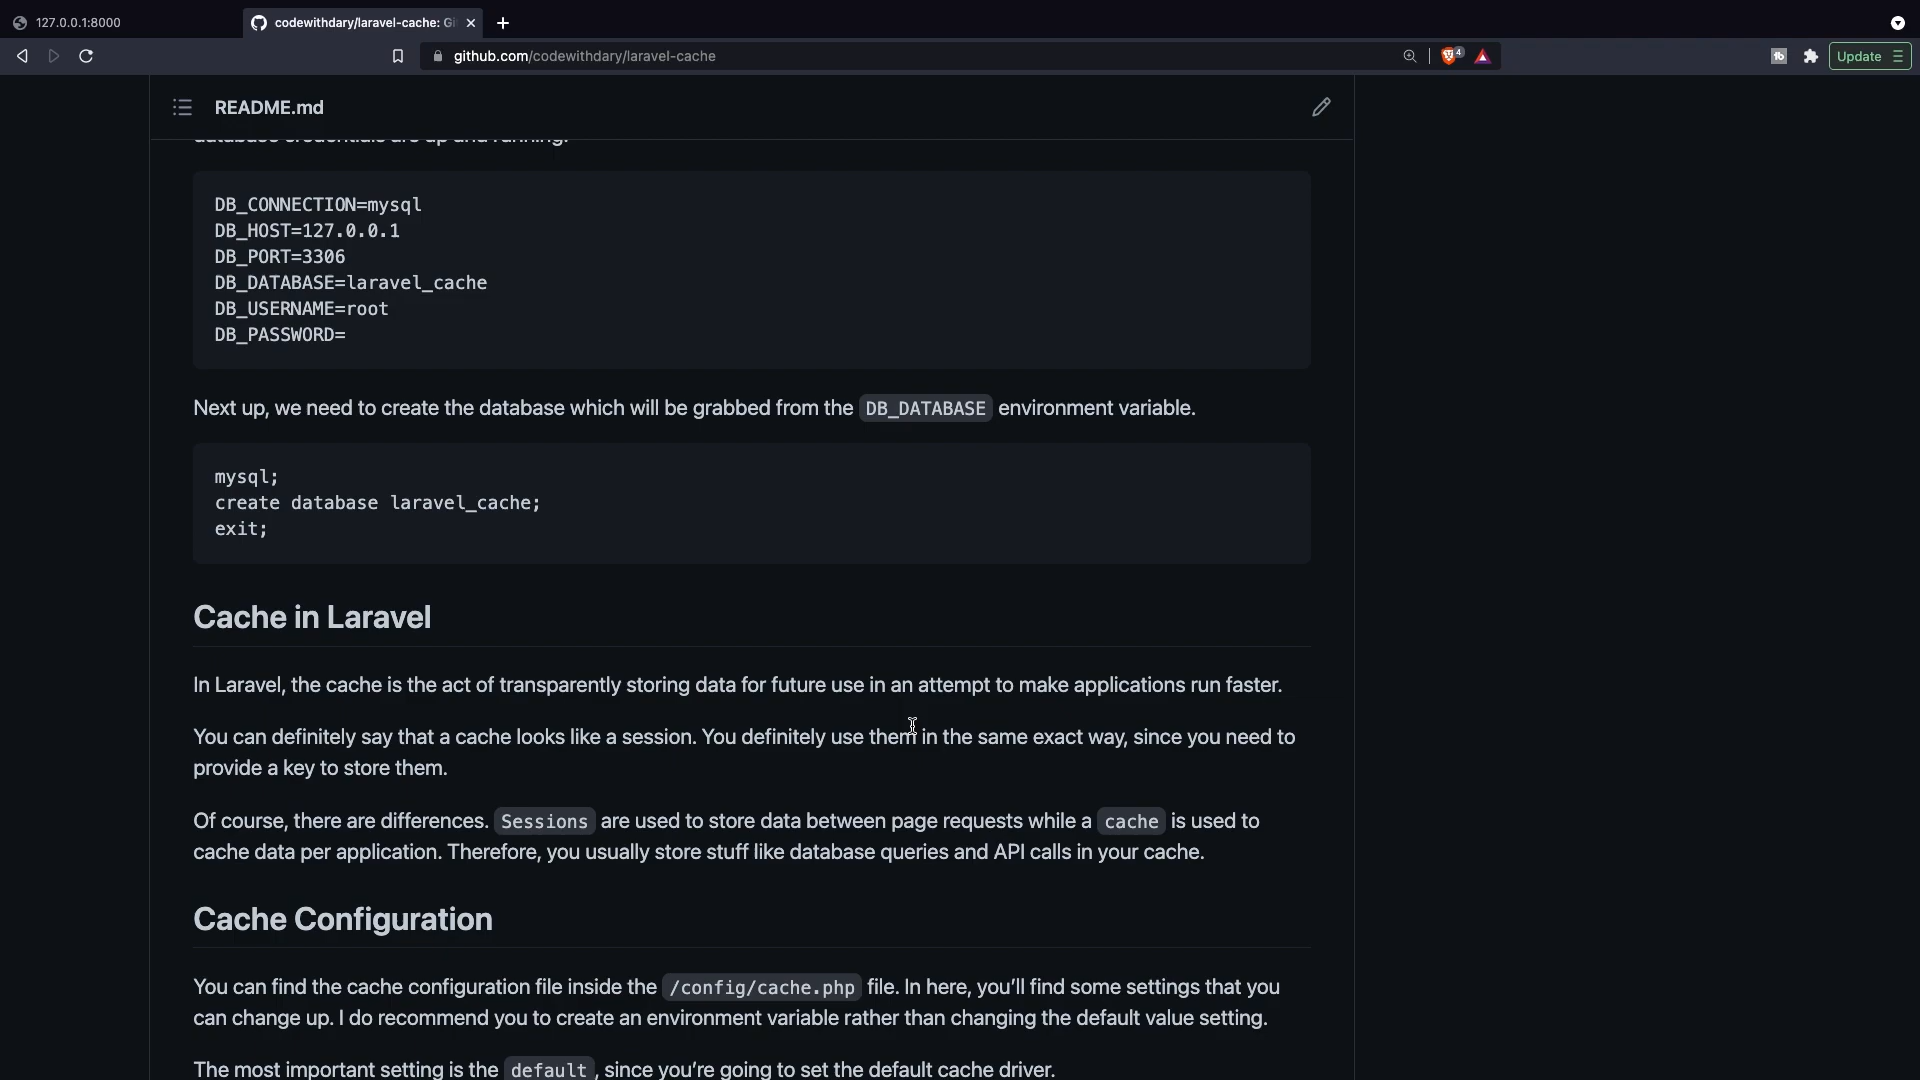 127.0.0.1:8000
codewithdary/laravel-cache: Gi
github.com/codewithdary/laravel-cache
4
Update
README.md
database credentials are up and running.
DB_CONNECTION=mysql
DB_HOST=127.0.0.1
DB_PORT=3306
DB_DATABASE=laravel_cache
DB_USERNAME=root
DB_PASSWORD=
Next up, we need to create the database which will be grabbed from the DB_DATABASE environment variable.
mysql;
create database laravel_cache;
exit;
Cache in Laravel
In Laravel, the cache is the act of transparently storing data for future use in an attempt to make applications run faster.
You can definitely say that a cache looks like a session. You definitely use them in the same exact way, since you need to
provide a key to store them.
Of course, there are differences. Sessions are used to store data between page requests while a cache is used to
cache data per application. Therefore, you usually store stuff like database queries and API calls in your cache.
Cache Configuration
You can find the cache configuration file inside the /config/cache.php file. In here, you'll find some settings that you
can change up. I do recommend you to create an environment variable rather than changing the default value setting.
The most important setting is the default, since you're going to set the default cache driver.